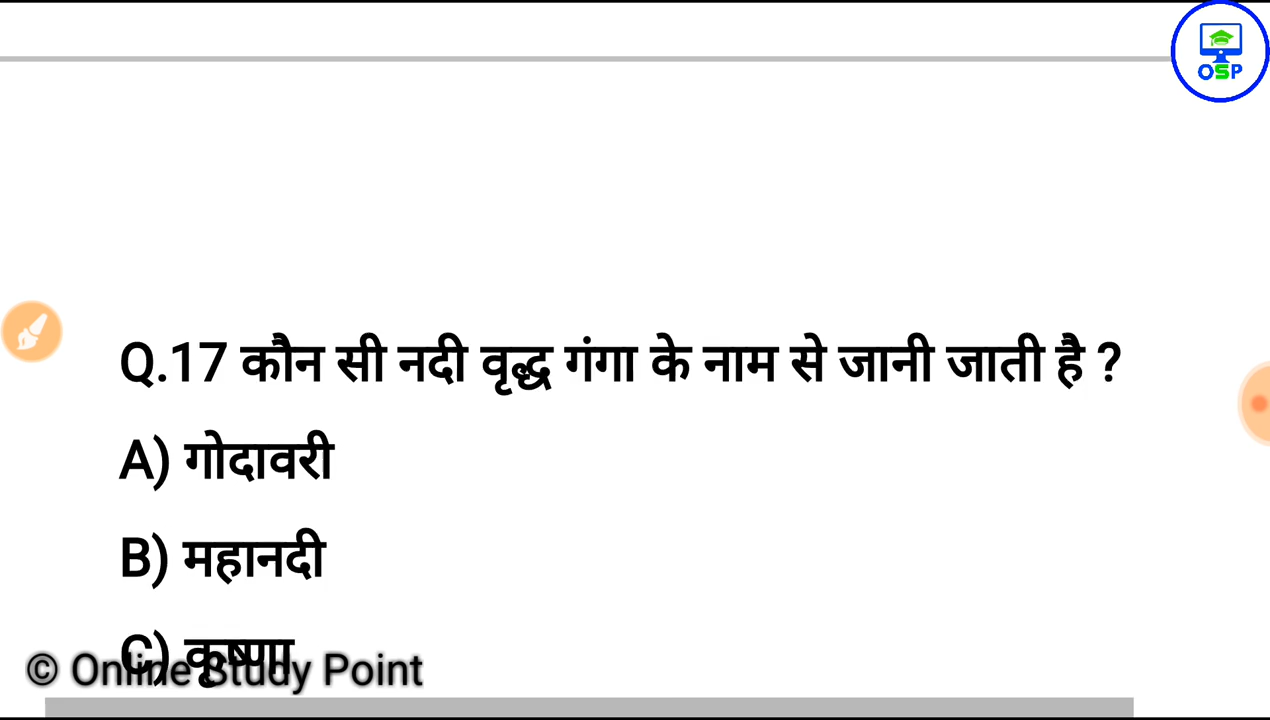 OSP
Q.17 कौन सी नदी वृद्ध गंगा के नाम से जानी जाती है ?
A) गोदावरी
B) महानदी
C) कृष्णा
© Online Study Point